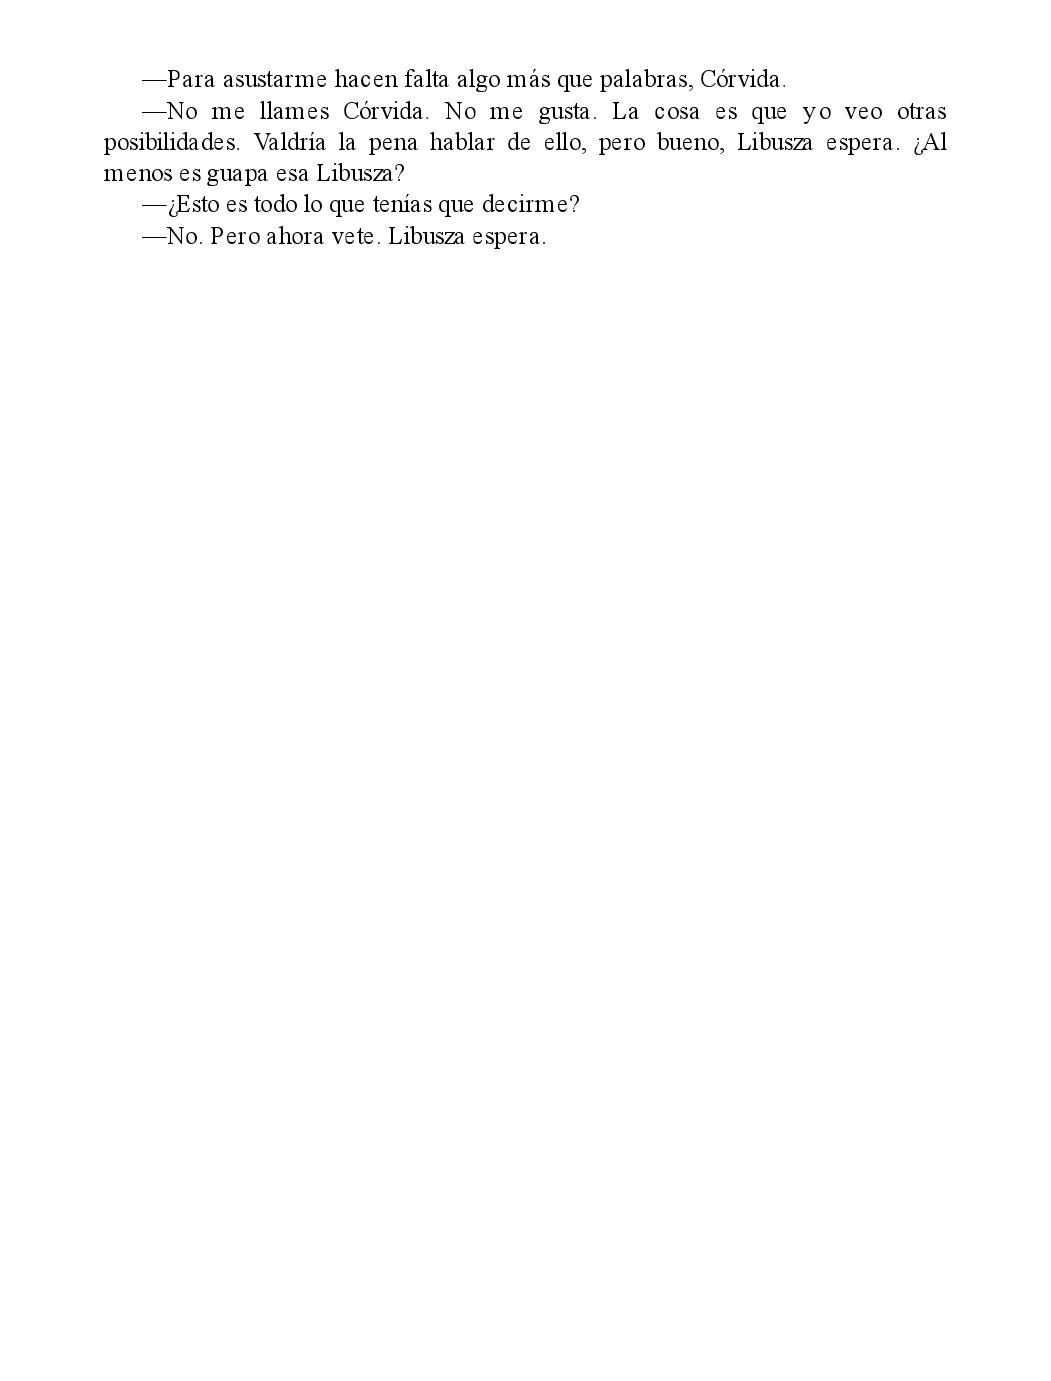 —Para asustarme hacen falta algo más que palabras, Córvida.
—No me llames Córvida. No me gusta. La cosa es que yo veo otras
posibilidades. Valdría la pena hablar de ello, pero bueno, Libusza espera. ¿Al
menos es guapa esa Libusza?
—¿Esto es todo lo que tenías que decirme?
—No. Pero ahora vete. Libusza espera.